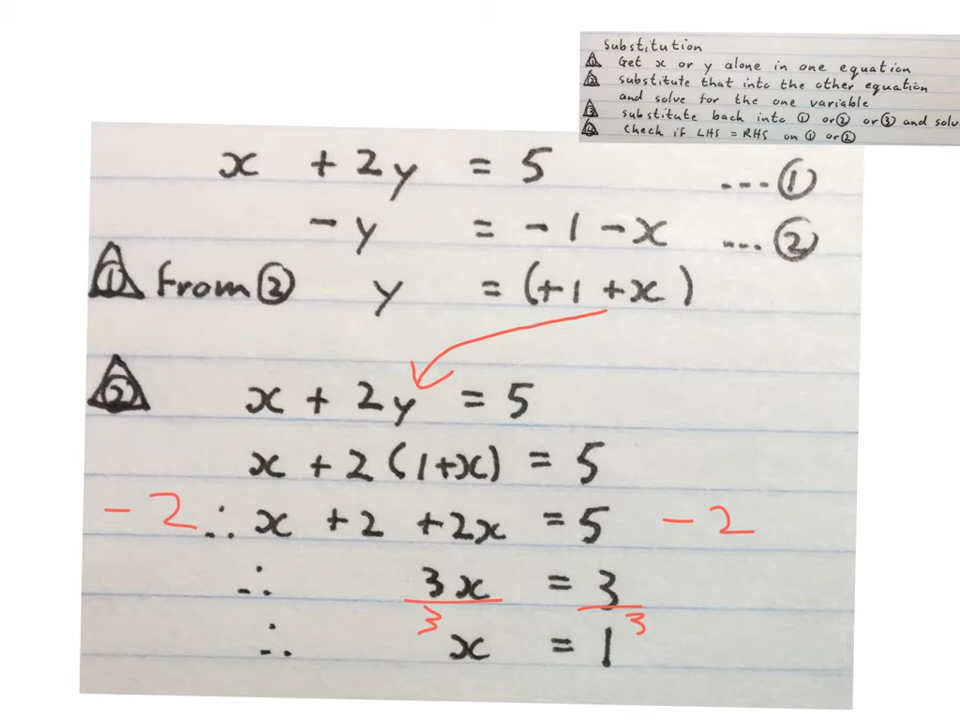 Substitution
1 Get x or y alone in one equation
2 substitute that into the other equation
and solve for the one variable
3 substitute back into ① or ② or ③ and solv
4 Check if LHS = RHS on ① or ②
x + 2y = 5 ...①
-y = -1 -x ...②
1 From ② y = (+1 +x)
2 x + 2y = 5
x + 2(1+x) = 5
-2 ∴ x +2 +2x = 5 -2
∴ 3x = 3
3 3
∴ x = 1